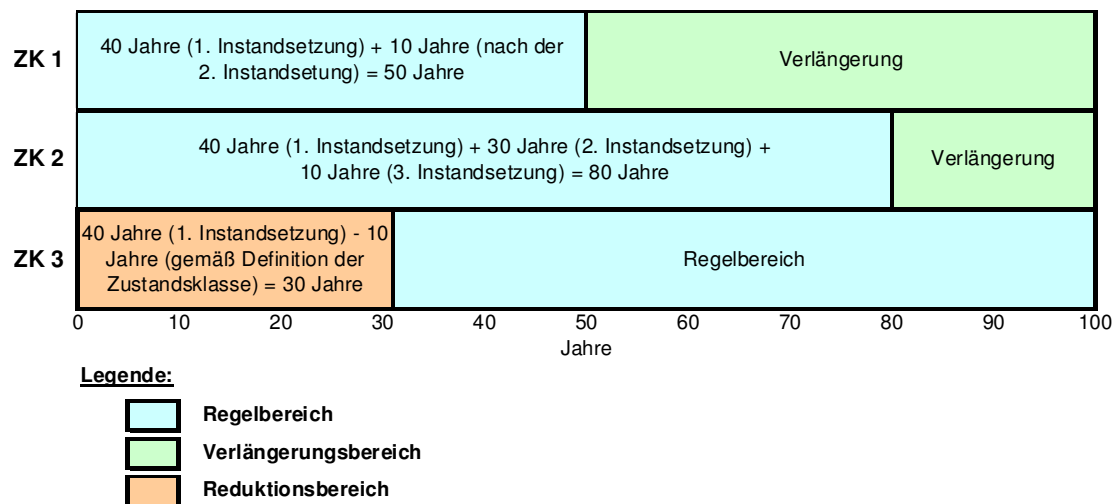 ZK 1
40 Jahre (1. Instandsetzung) + 10 Jahre (nach der
2. Instandsetung) = 50 Jahre
Verlängerung
ZK 2
40 Jahre (1. Instandsetzung) + 30 Jahre (2. Instandsetzung) +
10 Jahre (3. Instandsetzung) = 80 Jahre
Verlängerung
ZK 3
40 Jahre (1. Instandsetzung) - 10
Jahre (gemäß Definition der
Zustandsklasse) = 30 Jahre
Regelbereich
0 10 20 30 40 50 60 70 80 90 100
Jahre
Legende:
Regelbereich
Verlängerungsbereich
Reduktionsbereich